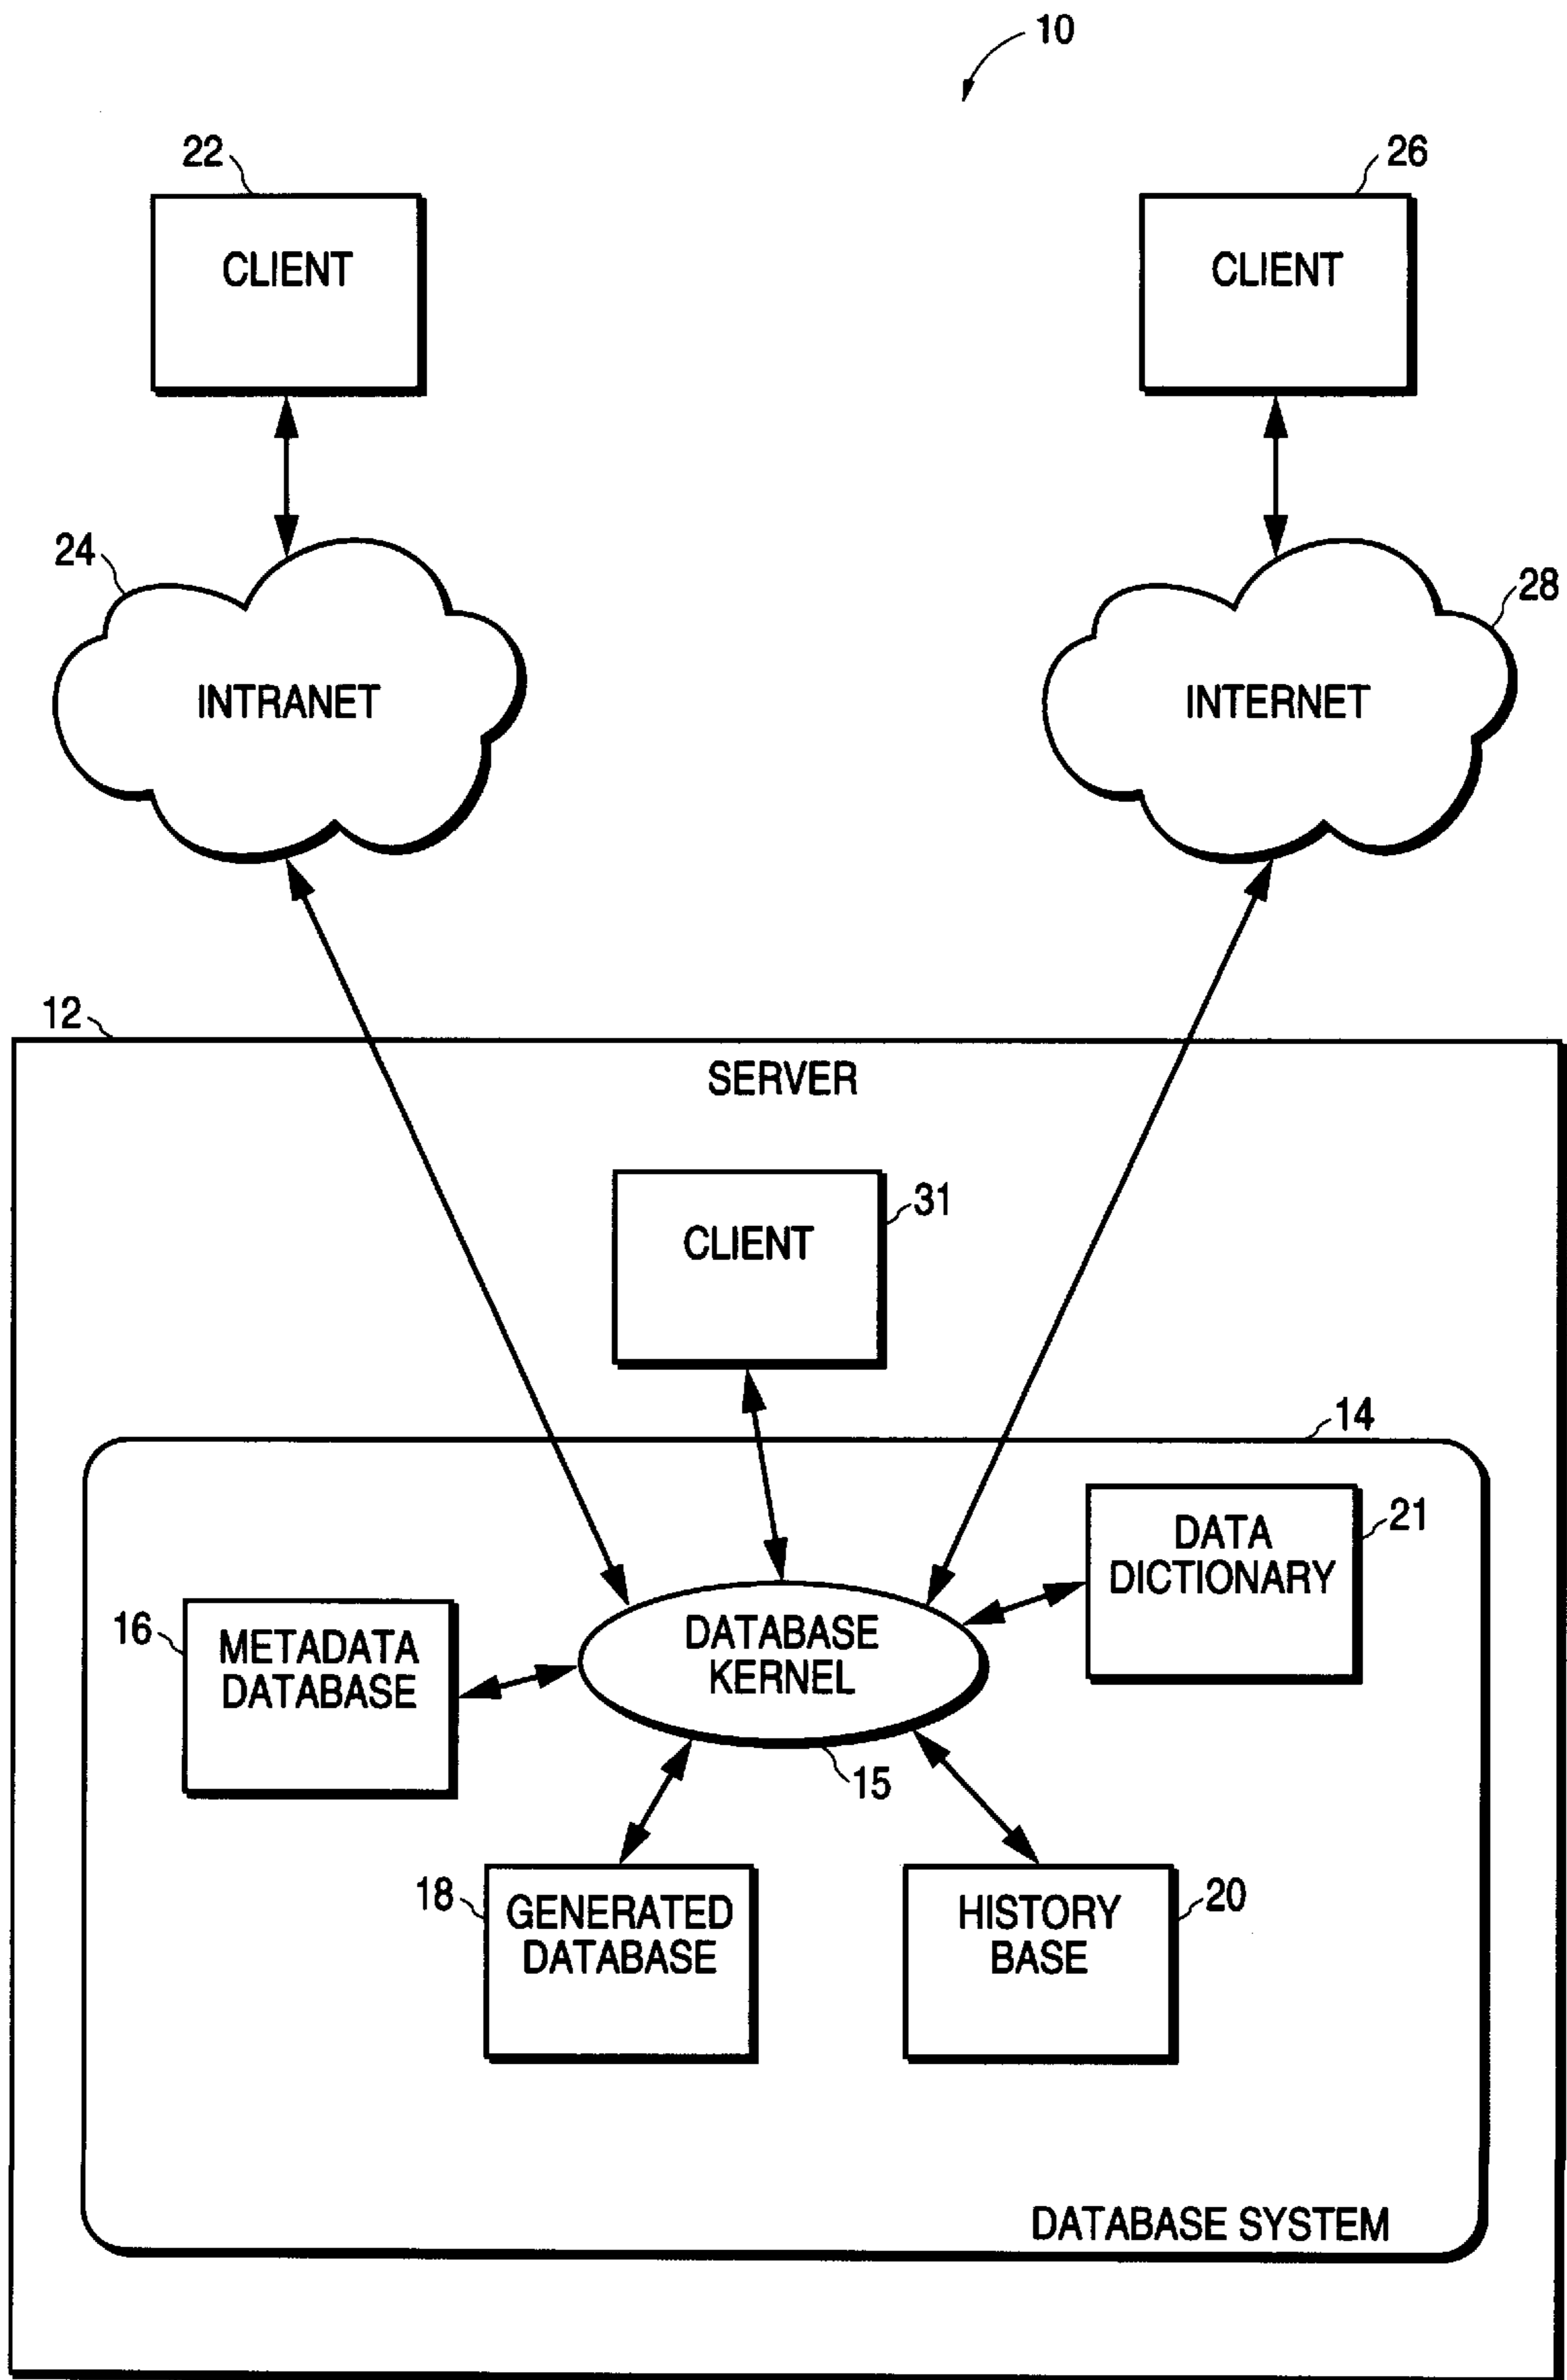 10
22
26
CLIENT
CLIENT
24
28
INTRANET
INTERNET
12
SERVER
31
CLIENT
14
21
DATA
DICTIONARY
16
METADATA
DATABASE
DATABASE
KERNEL
15
18
GENERATED
DATABASE
HISTORY
BASE
20
DATABASE SYSTEM